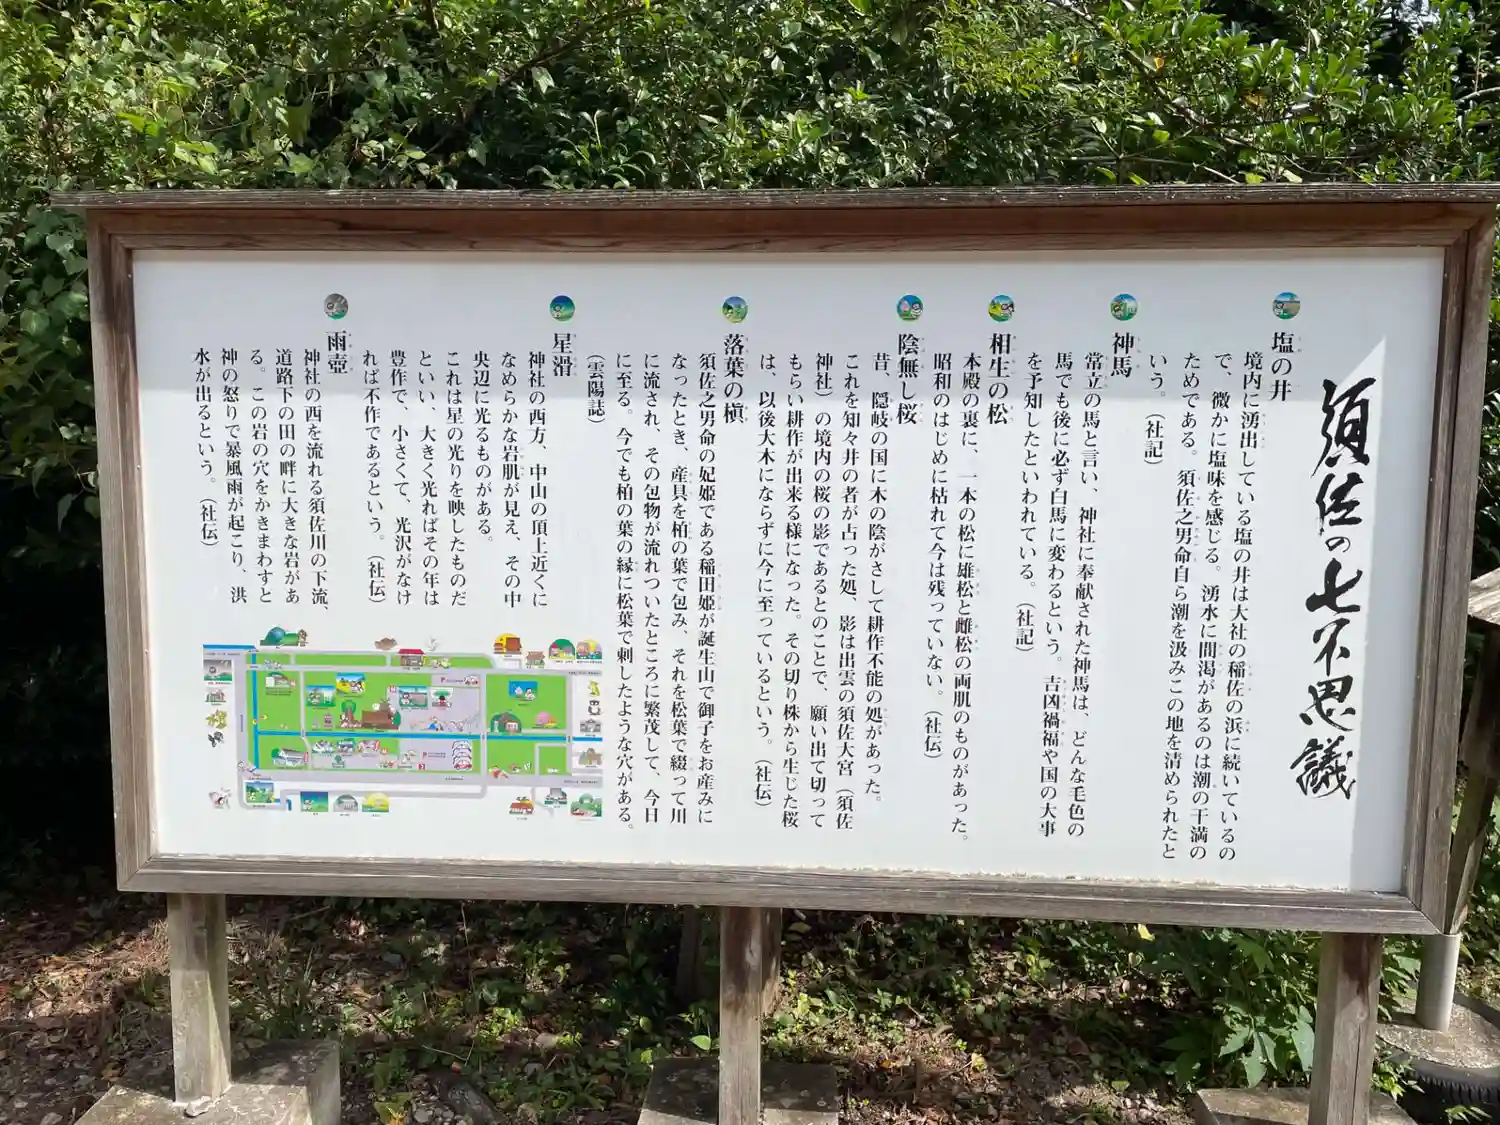 須佐の七不思議
塩の井
境内に湧出している塩の井は大社の稲佐の浜に続いているの
で、微かに塩味を感じる。湧水に間渇があるのは潮の干満の
ためである。須佐之男命自ら潮を汲みこの地を清められたと
いう。（社記）
神馬
常立の馬と言い、神社に奉献された神馬は、どんな毛色の
馬でも後に必ず白馬に変わるという。吉凶禍福や国の大事
を予知したといわれている。（社記）
相生の松
本殿の裏に、一本の松に雄松と雌松の両肌のものがあった。
昭和のはじめに枯れて今は残っていない。（社伝）
陰無し桜
昔、隠岐の国に木の陰がさして耕作不能の処があった。
これを知々井の者が占った処、影は出雲の須佐大宮（須佐
神社）の境内の桜の影であるとのことで、願い出て切って
もらい耕作が出来る様になった。その切り株から生じた桜
は、以後大木にならずに今に至っているという。（社伝）
落葉の槇
須佐之男命の妃姫である稲田姫が誕生山で御子をお産みに
なったとき、産具を柏の葉で包み、それを松葉で綴って川
に流され、その包物が流れついたところに繁茂して、今日
に至る。今でも柏の葉の縁に松葉で刺したような穴がある。
（雲陽誌）
星滑
神社の西方、中山の頂上近くに
なめらかな岩肌が見え、その中
央辺に光るものがある。
これは星の光りを映したものだ
といい、大きく光ればその年は
豊作で、小さくて、光沢がなけ
れば不作であるという。（社伝）
雨壺
神社の西を流れる須佐川の下流、
道路下の田の畔に大きな岩があ
る。この岩の穴をかきまわすと
神の怒りで暴風雨が起こり、洪
水が出るという。（社伝）